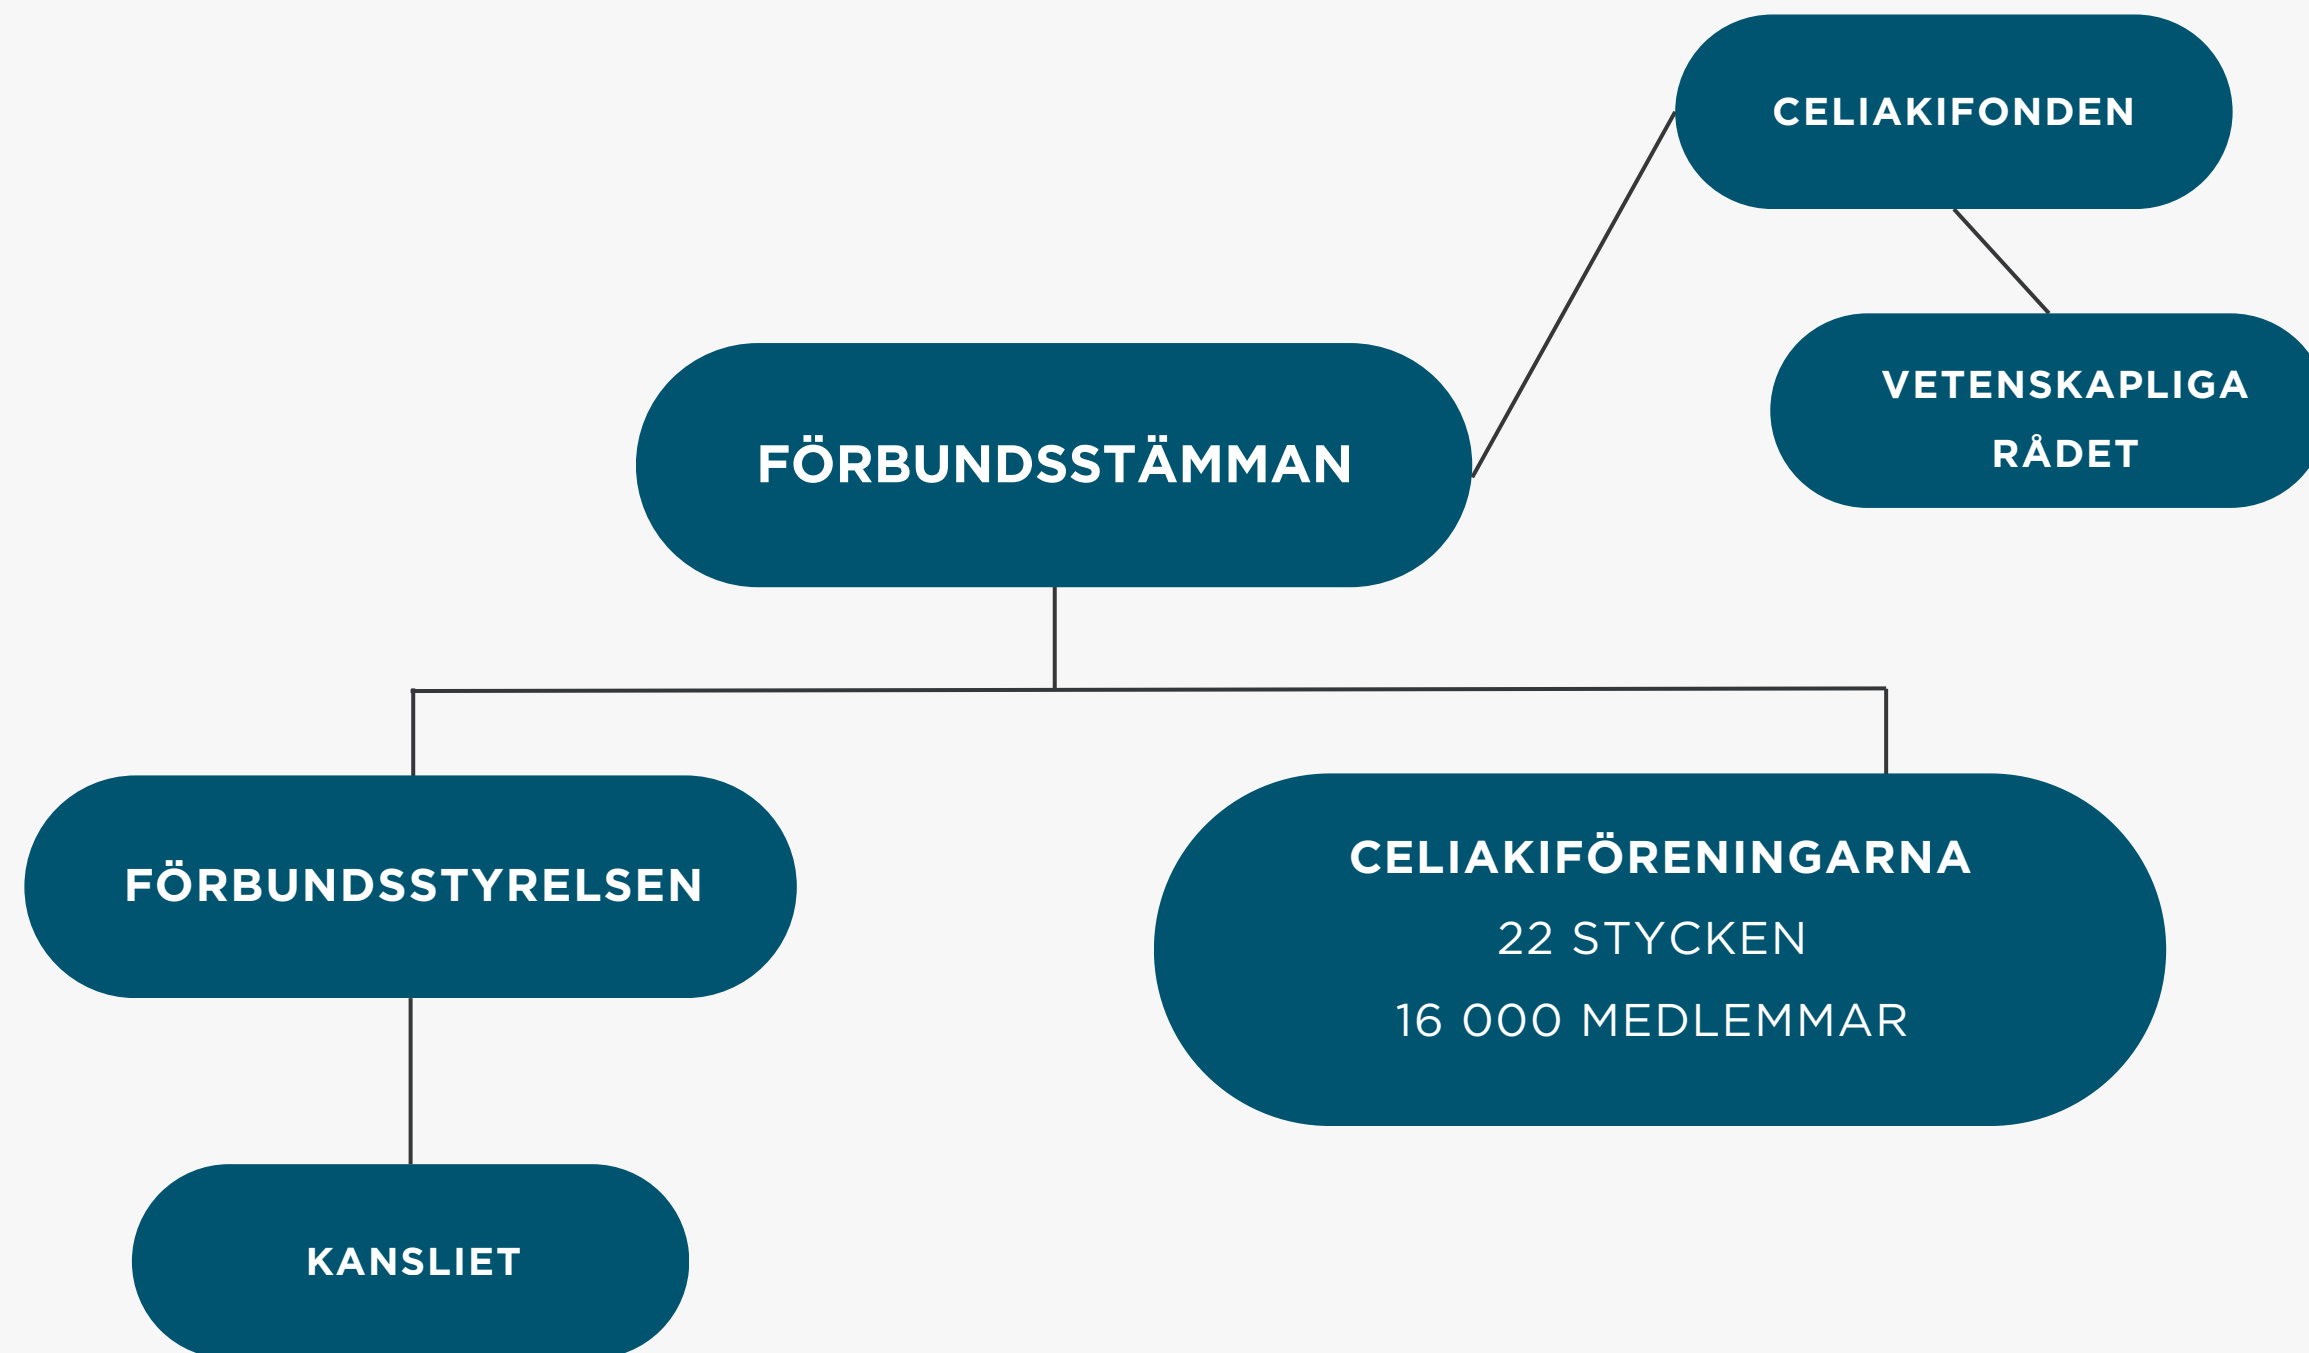 CELIAKIFONDEN
VETENSKAPLIGA
RÅDET
FÖRBUNDSSTÄMMAN
FÖRBUNDSSTYRELSEN
CELIAKIFÖRENINGARNA
22 STYCKEN
16 000 MEDLEMMAR
KANSLIET